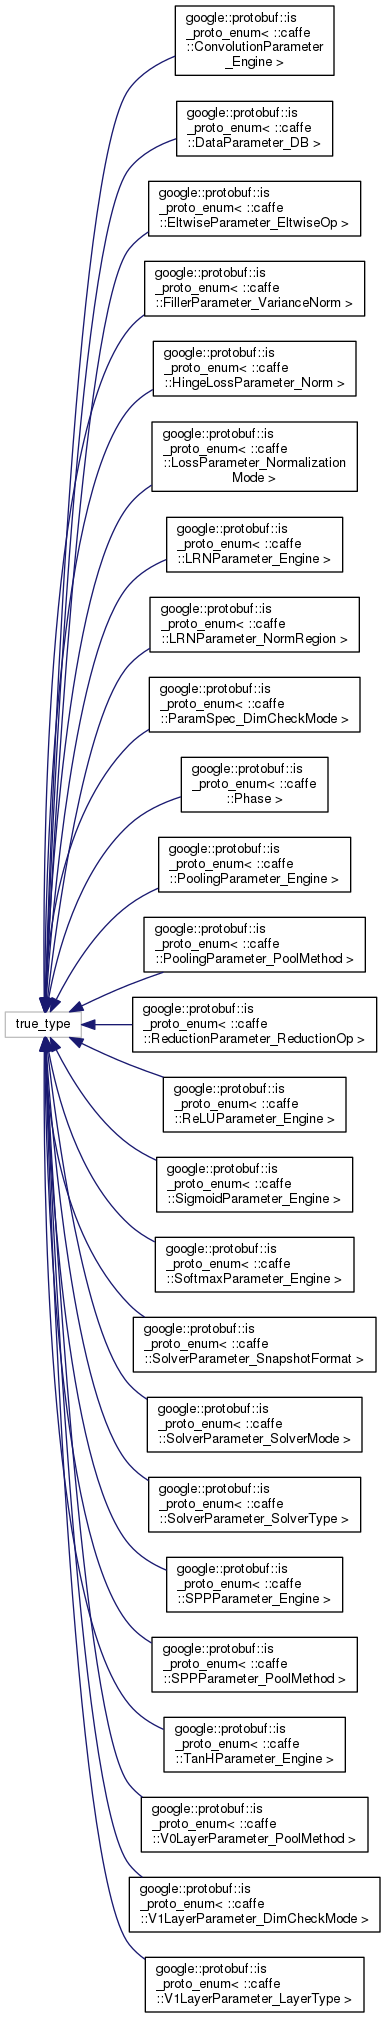 google::protobuf::is
_proto_enum< ::caffe
::ConvolutionParameter
_Engine >
google::protobuf::is
_proto_enum< ::caffe
::DataParameter_DB >
google::protobuf::is
_proto_enum< ::caffe
::EltwiseParameter_EltwiseOp >
google::protobuf::is
_proto_enum< ::caffe
::FillerParameter_VarianceNorm >
google::protobuf::is
_proto_enum< ::caffe
::HingeLossParameter_Norm >
google::protobuf::is
_proto_enum< ::caffe
::LossParameter_Normalization
Mode >
google::protobuf::is
_proto_enum< ::caffe
::LRNParameter_Engine >
google::protobuf::is
_proto_enum< ::caffe
::LRNParameter_NormRegion >
google::protobuf::is
_proto_enum< ::caffe
::ParamSpec_DimCheckMode >
google::protobuf::is
_proto_enum< ::caffe
::Phase >
google::protobuf::is
_proto_enum< ::caffe
::PoolingParameter_Engine >
google::protobuf::is
_proto_enum< ::caffe
::PoolingParameter_PoolMethod >
true_type
google::protobuf::is
_proto_enum< ::caffe
::ReductionParameter_ReductionOp >
google::protobuf::is
_proto_enum< ::caffe
::ReLUParameter_Engine >
google::protobuf::is
_proto_enum< ::caffe
::SigmoidParameter_Engine >
google::protobuf::is
_proto_enum< ::caffe
::SoftmaxParameter_Engine >
google::protobuf::is
_proto_enum< ::caffe
::SolverParameter_SnapshotFormat >
google::protobuf::is
_proto_enum< ::caffe
::SolverParameter_SolverMode >
google::protobuf::is
_proto_enum< ::caffe
::SolverParameter_SolverType >
google::protobuf::is
_proto_enum< ::caffe
::SPPParameter_Engine >
google::protobuf::is
_proto_enum< ::caffe
::SPPParameter_PoolMethod >
google::protobuf::is
_proto_enum< ::caffe
::TanHParameter_Engine >
google::protobuf::is
_proto_enum< ::caffe
::V0LayerParameter_PoolMethod >
google::protobuf::is
_proto_enum< ::caffe
::V1LayerParameter_DimCheckMode >
google::protobuf::is
_proto_enum< ::caffe
::V1LayerParameter_LayerType >